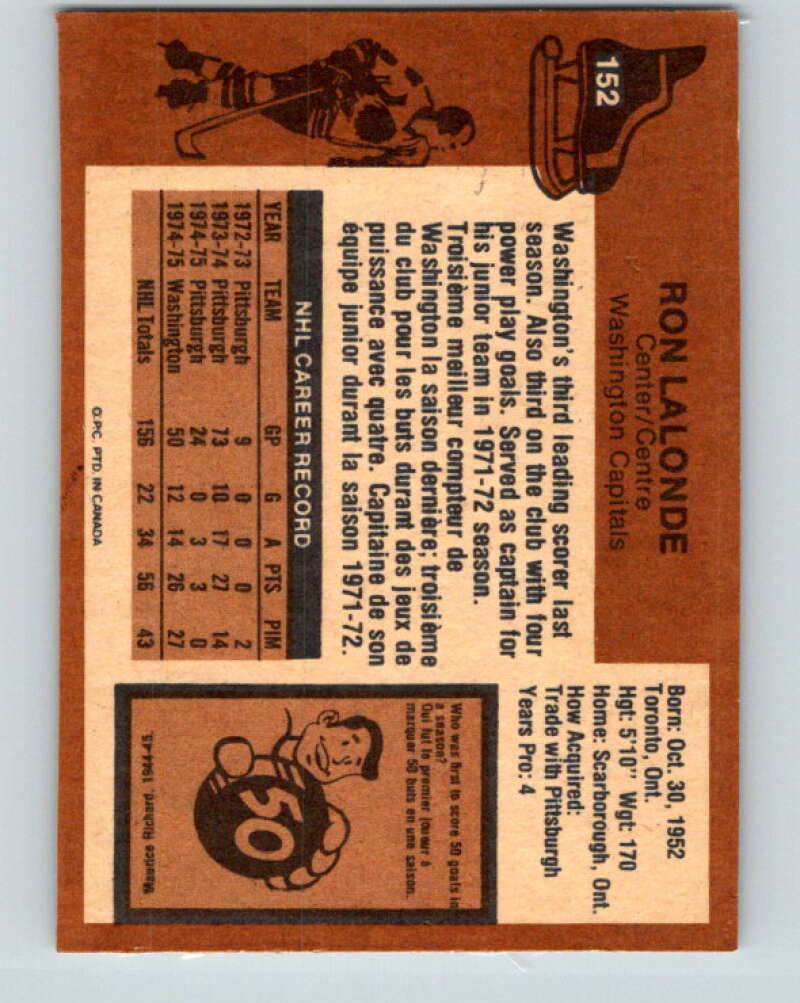 152
RON LALONDE
Center/Centre
Washington Capitals
Born: Oct. 30, 1952
Toronto, Ont.
Hgt: 5'10" Wgt: 170
Home: Scarborough, Ont.
How Acquired:
Trade with Pittsburgh
Years Pro: 4
Washington's third leading scorer last
season. Also third on the club with four
power play goals. Served as captain for
his junior team in 1971-72 season.
Troisième meilleur compteur de
Washington la saison dernière; troisième
du club pour les buts durant des jeux de
puissance avec quatre. Capitaine de son
équipe junior durant la saison 1971-72.
NHL CAREER RECORD
YEAR TEAM GP G A PTS PIM
1972-73 Pittsburgh 9 0 0 0 2
1973-74 Pittsburgh 73 10 17 27 14
1974-75 Pittsburgh 24 0 3 3 0
1974-75 Washington 50 12 14 26 27
NHL Totals 156 22 34 56 43
Who was first to score 50 goals in
a season?
Qui fut le premier joueur à
marquer 50 buts en une saison.
50
Maurice Richard, 1944-45.
O.P.C. PTD. IN CANADA